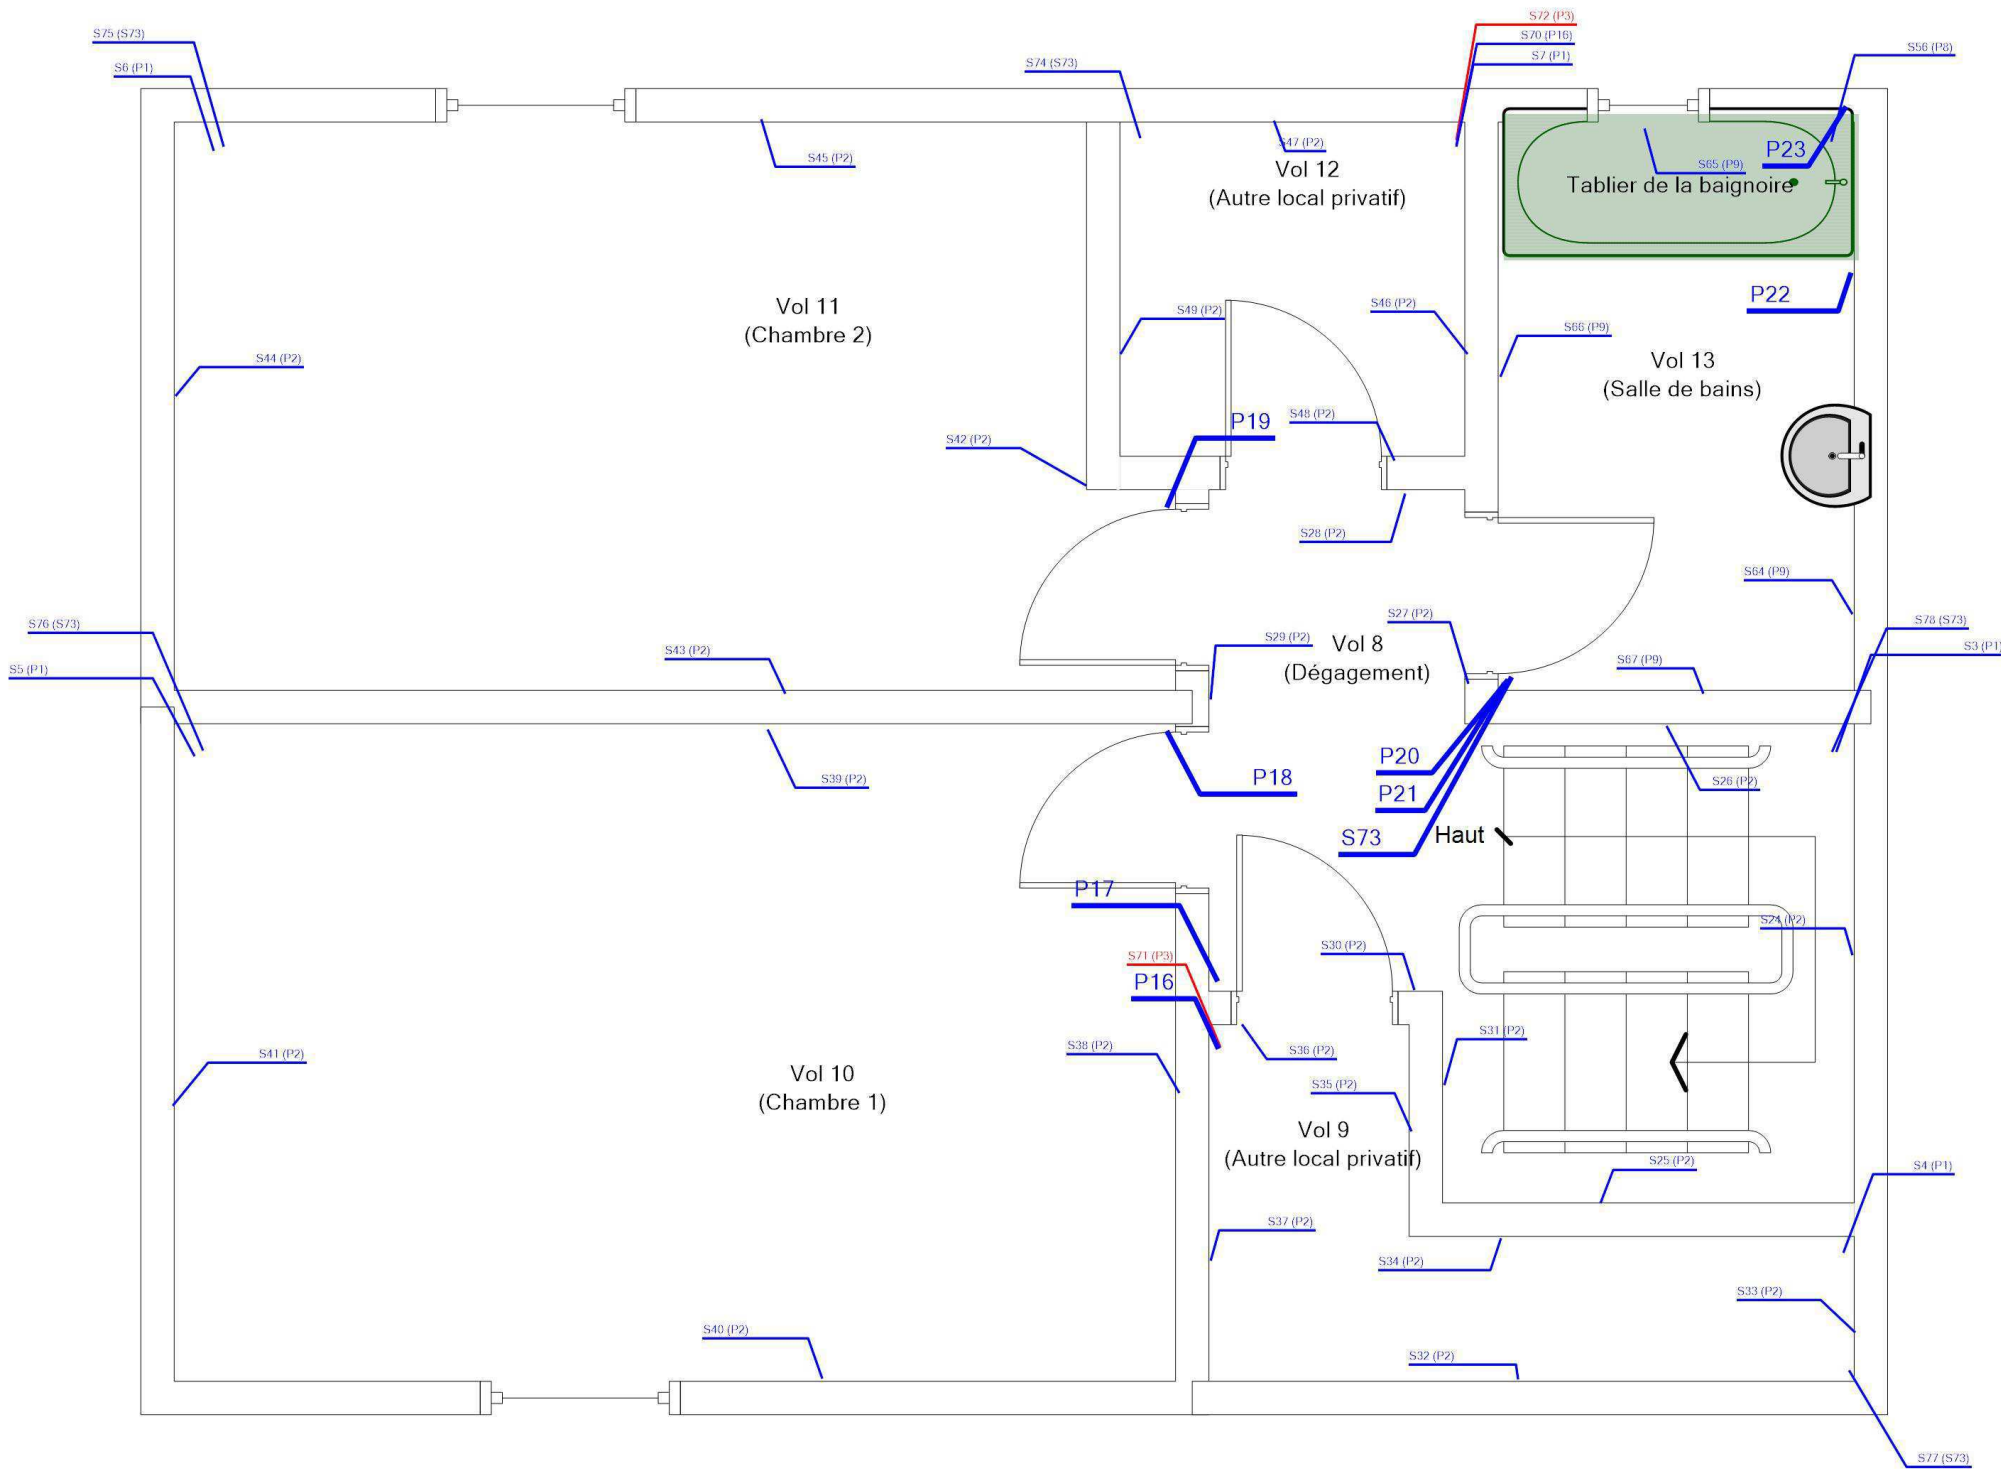 S72 (P3)
S75 (S73)
S70 (P16)
S56 (P8)
S7 (P1)
S74 (S73)
S6 (P1)
S47 (P2)
P23
S45 (P2)
S65 (P9)
Vol 12
(Autre local privatif)
Tablier de la baignoire
P22
Vol 11
(Chambre 2)
S49 (P2)
S46 (P2)
S66 (P9)
S44 (P2)
Vol 13
(Salle de bains)
S48 (P2)
P19
S42 (P2)
S28 (P2)
S64 (P9)
S27 (P2)
S76 (S73)
S78 (S73)
S29 (P2)
Vol 8
(Dégagement)
S3 (P1)
S43 (P2)
S5 (P1)
S67 (P9)
P20
P18
S39 (P2)
S26 (P2)
P21
S73
Haut
P17
S24 (P2)
S30 (P2)
S71 (P3)
P16
S31 (P2)
S38 (P2)
S36 (P2)
S41 (P2)
Vol 10
(Chambre 1)
S35 (P2)
Vol 9
(Autre local privatif)
S25 (P2)
S4 (P1)
S37 (P2)
S34 (P2)
S33 (P2)
S40 (P2)
S32 (P2)
S77 (S73)